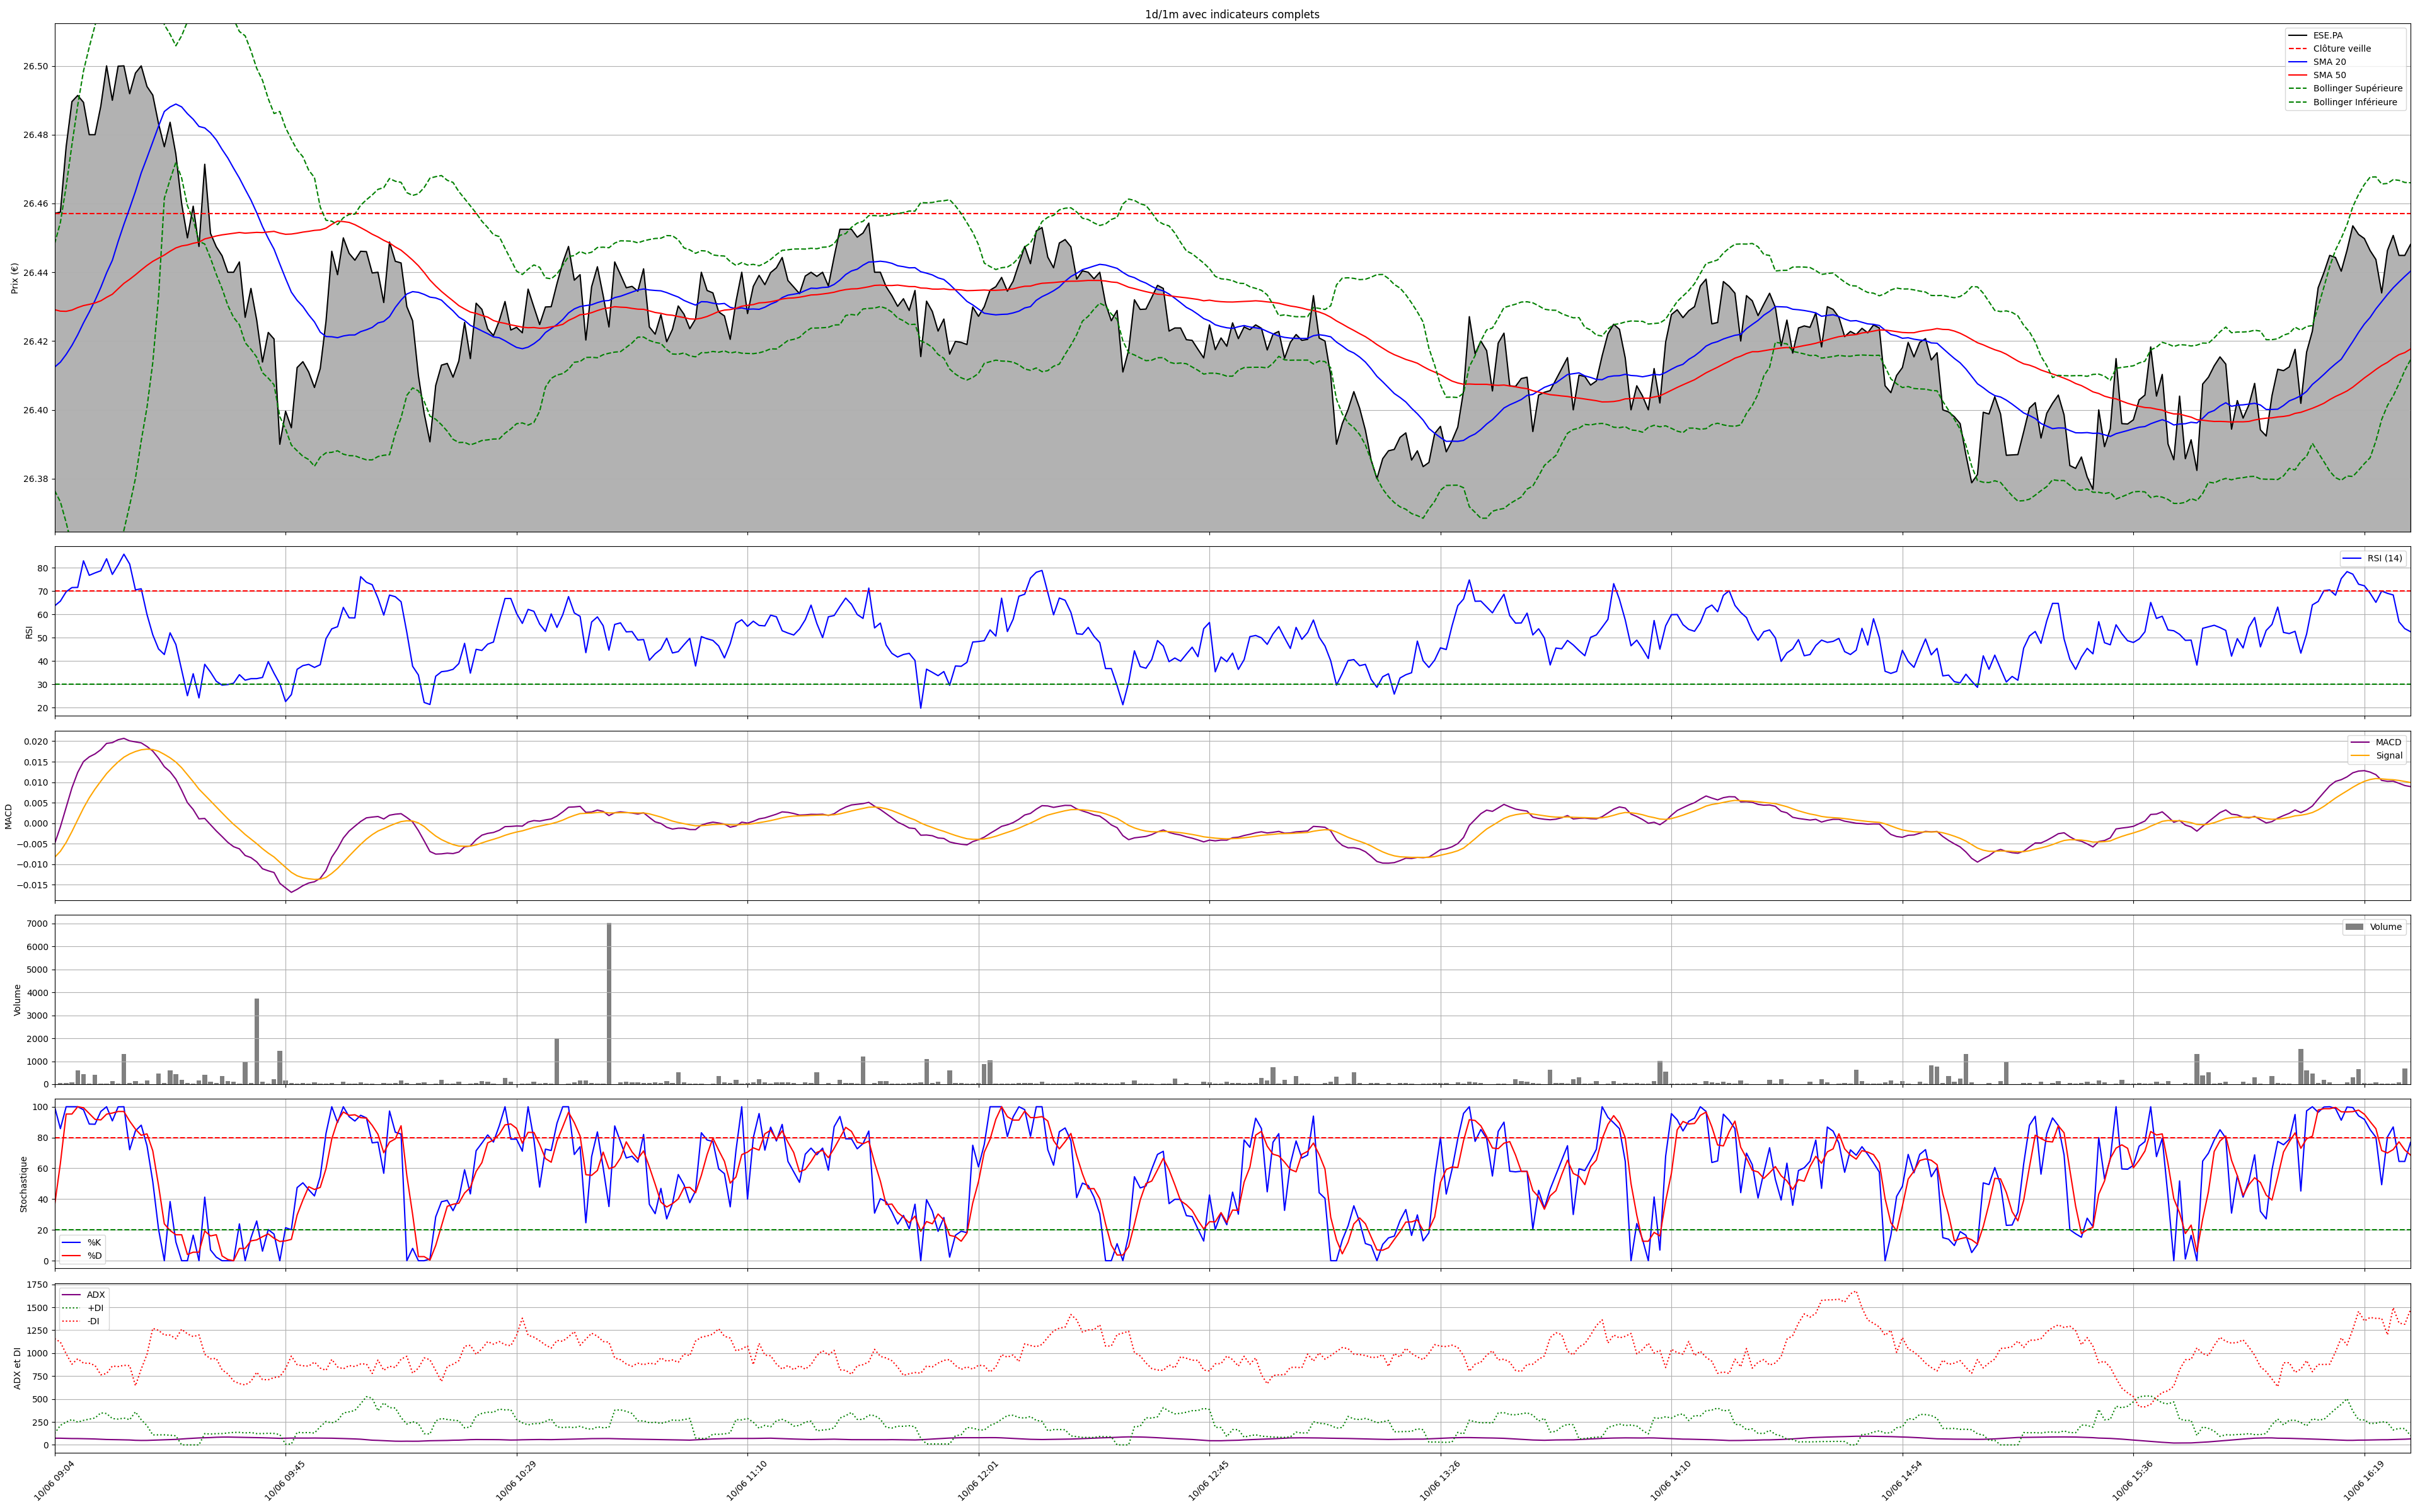 1d/1m avec indicateurs complets
Prix (€)
26.50
26.48
26.46
26.44
26.42
26.40
26.38
ESE.PA
Clôture veille
SMA 20
SMA 50
Bollinger Supérieure
Bollinger Inférieure
RSI
80
70
60
50
40
30
20
RSI (14)
MACD
0.020
0.015
0.010
0.005
0.000
−0.005
−0.010
−0.015
MACD
Signal
Volume
7000
6000
5000
4000
3000
2000
1000
0
Volume
Stochastique
100
80
60
40
20
0
%K
%D
ADX et DI
1750
1500
1250
1000
750
500
250
0
ADX
+DI
-DI
10/06 09:04
10/06 09:45
10/06 10:29
10/06 11:10
10/06 12:01
10/06 12:45
10/06 13:26
10/06 14:10
10/06 14:54
10/06 15:36
10/06 16:19